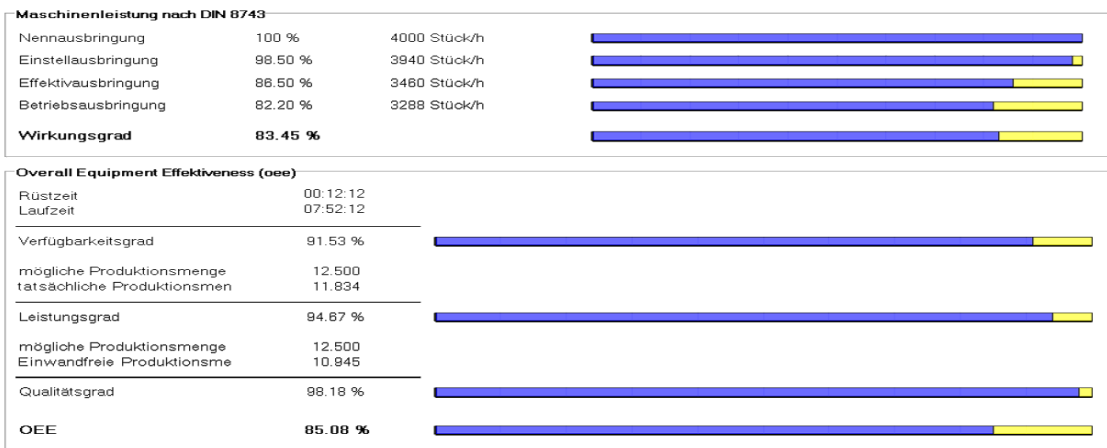 Maschinenleistung nach DIN 8743
Nennausbringung 100 % 4000 Stück/h
Einstellausbringung 98.50 % 3940 Stück/h
Effektivausbringung 86.50 % 3460 Stück/h
Betriebsausbringung 82.20 % 3288 Stück/h
Wirkungsgrad 83.45 %
Overall Equipment Effektiveness (oee)
Rüstzeit 00:12:12
Laufzeit 07:52:12
Verfügbarkeitsgrad 91.53 %
mögliche Produktionsmenge 12.500
tatsächliche Produktionsmen 11.834
Leistungsgrad 94.67 %
mögliche Produktionsmenge 12.500
Einwandfreie Produktionsme 10.945
Qualitätsgrad 98.18 %
OEE 85.08 %